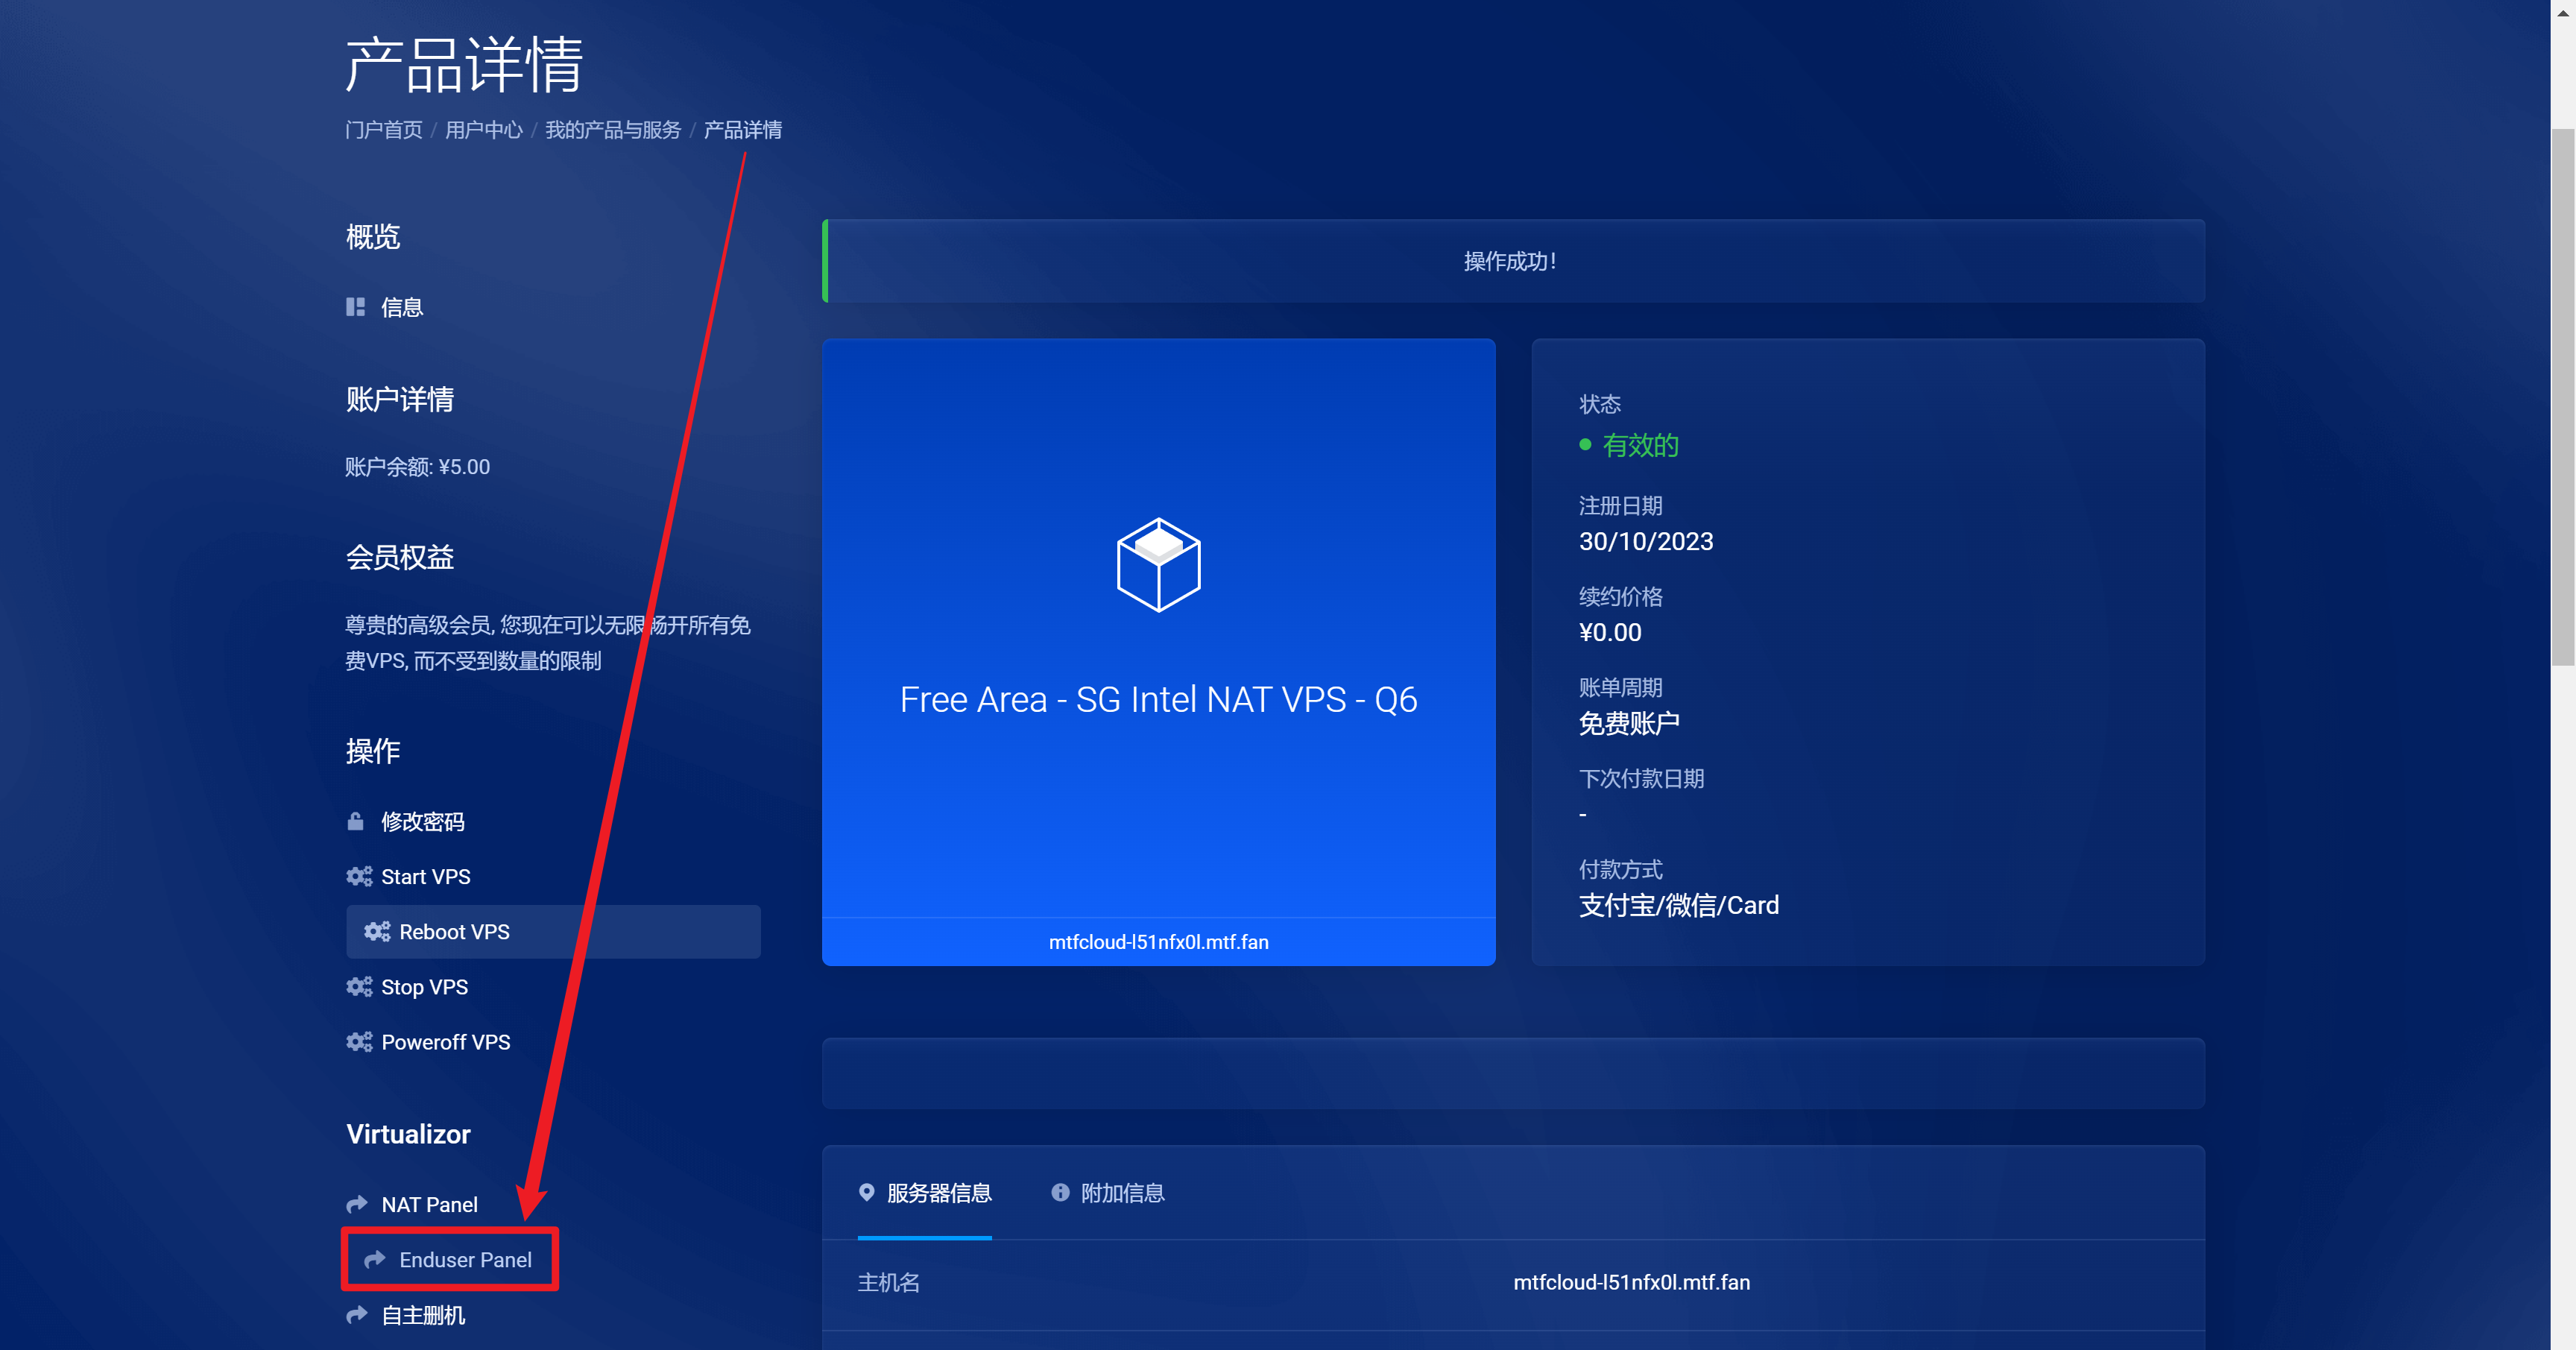 产品详情
门户首页 / 用户中心 / 我的产品与服务 / 产品详情
概览
信息
账户详情
账户余额: ¥5.00
会员权益
尊贵的高级会员, 您现在可以无限畅开所有免
费VPS, 而不受到数量的限制
操作
修改密码
Start VPS
Reboot VPS
Stop VPS
Poweroff VPS
Virtualizor
NAT Panel
Enduser Panel
自主删机
操作成功!
Free Area - SG Intel NAT VPS - Q6
mtfcloud-l51nfx0l.mtf.fan
状态
有效的
注册日期
30/10/2023
续约价格
¥0.00
账单周期
免费账户
下次付款日期
-
付款方式
支付宝/微信/Card
服务器信息 附加信息
主机名 mtfcloud-l51nfx0l.mtf.fan